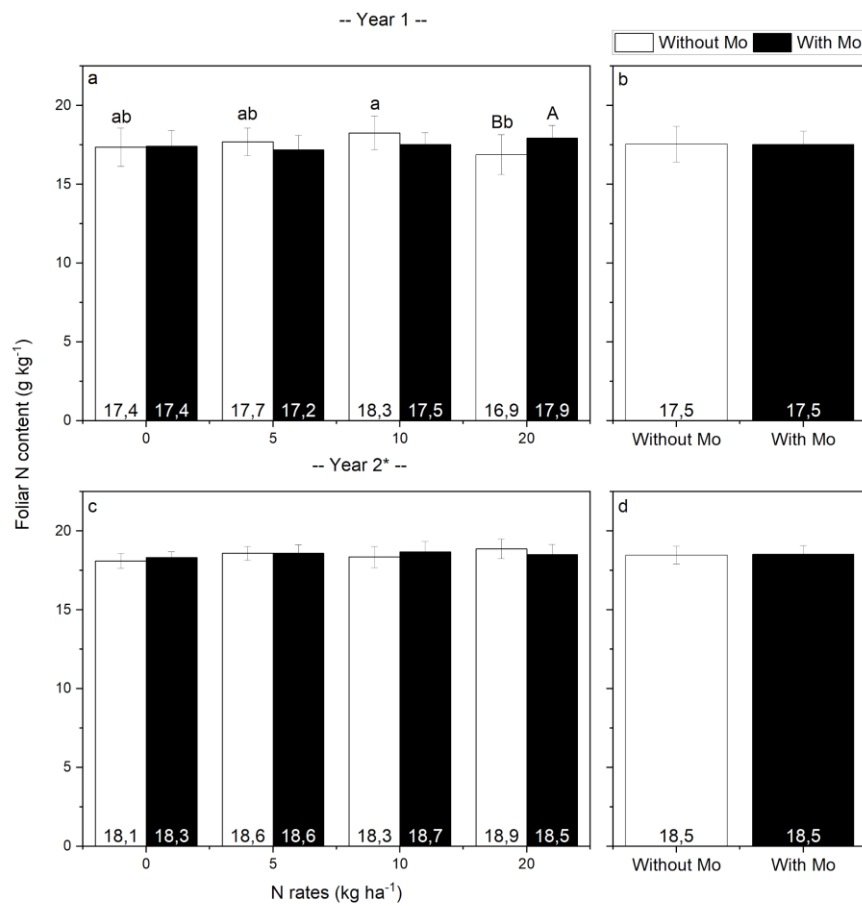 -- Year 1 --
Without Mo With Mo
a
ab ab a Bb A
20
15
10
5
0
17,4 17,4 17,7 17,2 18,3 17,5 16,9 17,9
0 5 10 20
b
17,5 17,5
Without Mo With Mo
Foliar N content (g kg⁻¹)
-- Year 2* --
c
20
15
10
5
0
18,1 18,3 18,6 18,6 18,3 18,7 18,9 18,5
0 5 10 20
N rates (kg ha⁻¹)
d
18,5 18,5
Without Mo With Mo